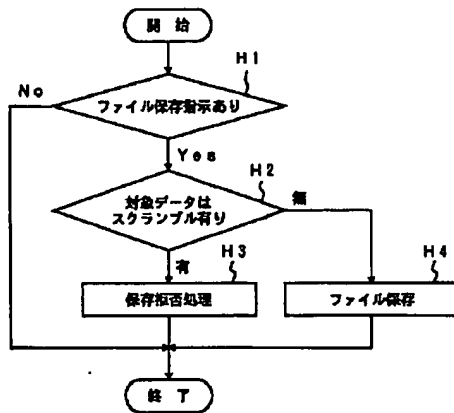 開始
H1
No
ファイル保存指示あり
Yes
H2
対象データは
スクランブル有り
無
有
H3
H4
保存拒否処理
ファイル保存
終了